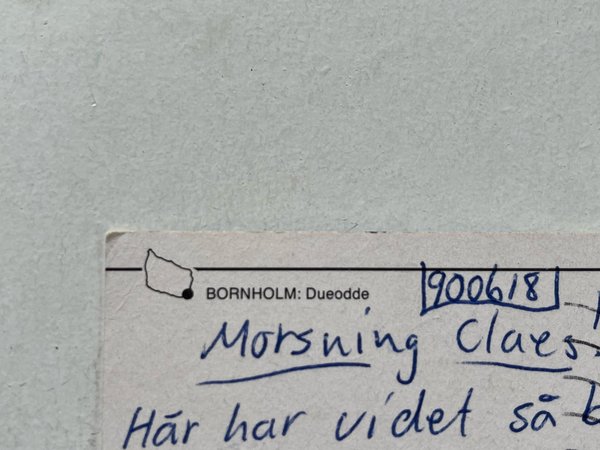 BORNHOLM: Dueodde
900618
Morsning Claes
Här har vi det så